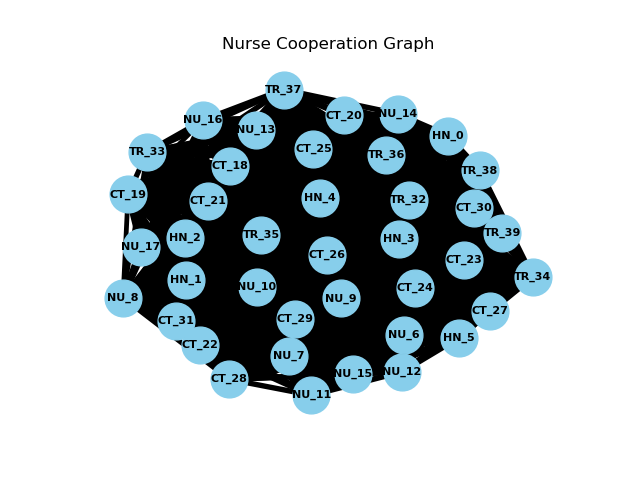 Nurse Cooperation Graph
TR_37
NU_14
CT_20
NU_16
NU_13
HN_0
CT_25
TR_33
TR_36
CT_18
TR_38
CT_19
HN_4
TR_32
CT_21
CT_30
TR_39
TR_35
HN_2
HN_3
NU_17
CT_26
CT_23
TR_34
HN_1
NU_10
CT_24
NU_8
NU_9
CT_27
CT_29
CT_31
NU_6
HN_5
CT_22
NU_7
NU_12
NU_15
CT_28
NU_11